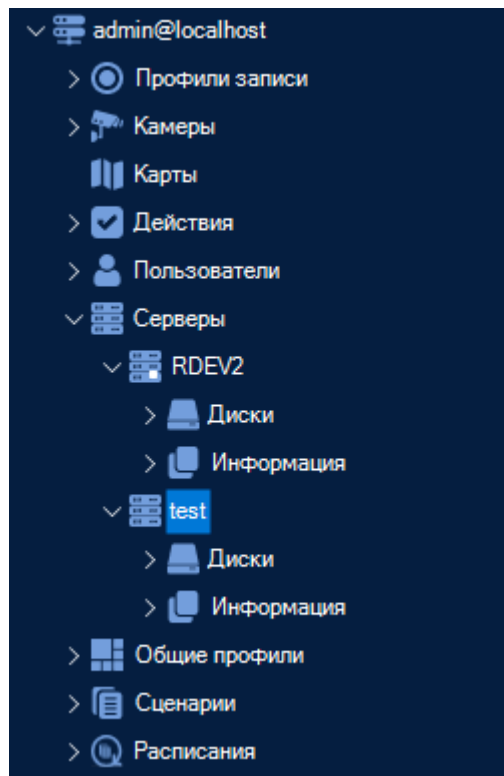 admin@localhost
Профили записи
Камеры
Карты
Действия
Пользователи
Серверы
RDEV2
Диски
Информация
test
Диски
Информация
Общие профили
Сценарии
Расписания